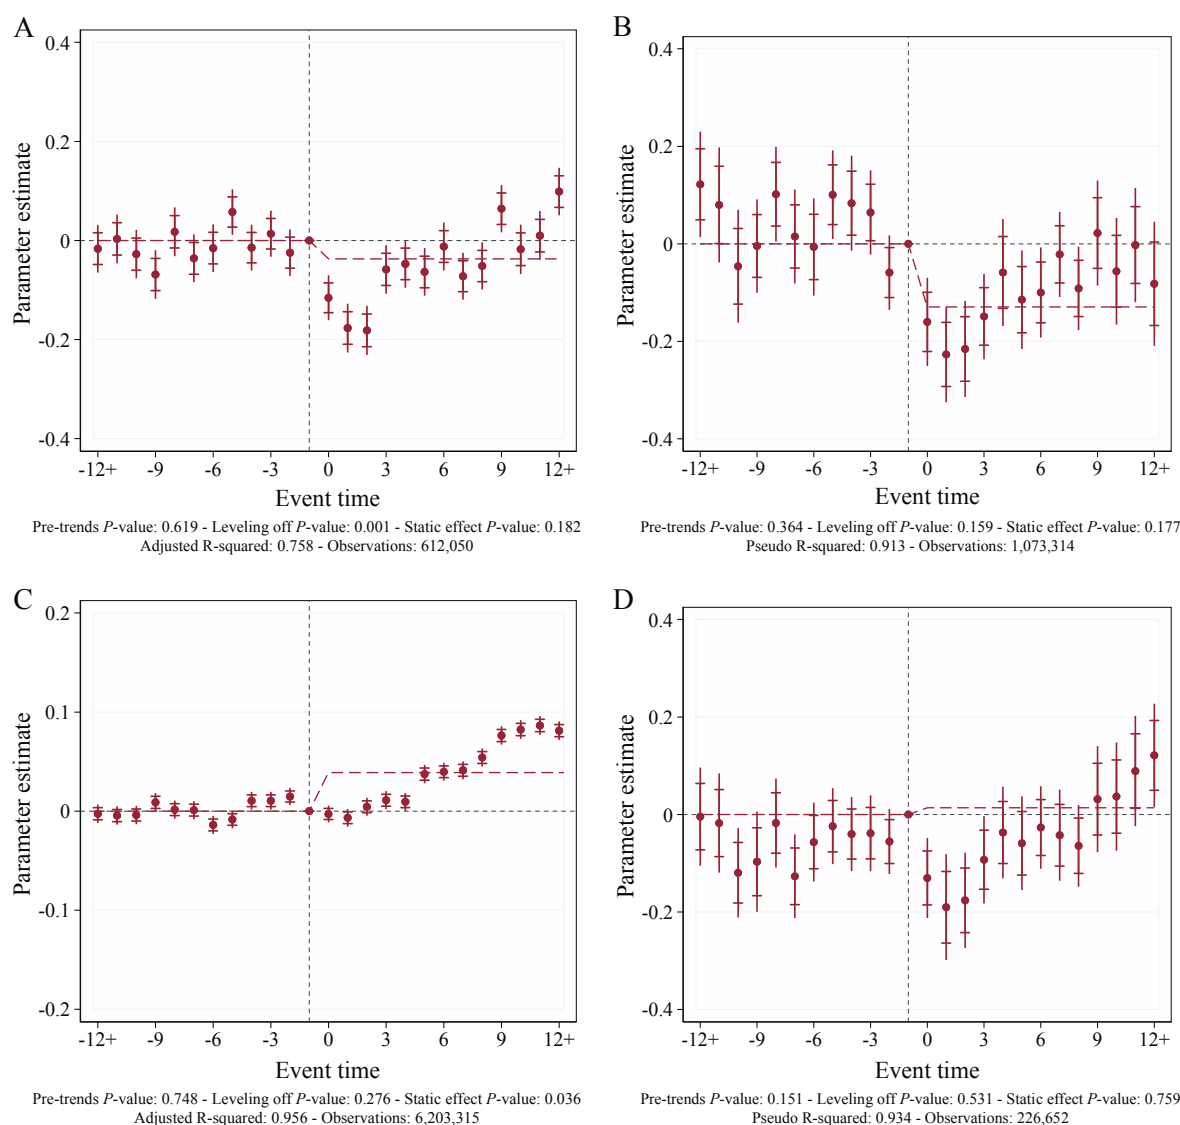 A
Parameter estimate
0.4
0.2
0
-0.2
-0.4
-12+ -9 -6 -3 0 3 6 9 12+
Event time
Pre-trends P-value: 0.619 - Leveling off P-value: 0.001 - Static effect P-value: 0.182
Adjusted R-squared: 0.758 - Observations: 612,050
B
Parameter estimate
0.4
0.2
0
-0.2
-0.4
-12+ -9 -6 -3 0 3 6 9 12+
Event time
Pre-trends P-value: 0.364 - Leveling off P-value: 0.159 - Static effect P-value: 0.177
Pseudo R-squared: 0.913 - Observations: 1,073,314
C
Parameter estimate
0.2
0.1
0
-0.1
-0.2
-12+ -9 -6 -3 0 3 6 9 12+
Event time
Pre-trends P-value: 0.748 - Leveling off P-value: 0.276 - Static effect P-value: 0.036
Adjusted R-squared: 0.956 - Observations: 6,203,315
D
Parameter estimate
0.4
0.2
0
-0.2
-0.4
-12+ -9 -6 -3 0 3 6 9 12+
Event time
Pre-trends P-value: 0.151 - Leveling off P-value: 0.531 - Static effect P-value: 0.759
Pseudo R-squared: 0.934 - Observations: 226,652